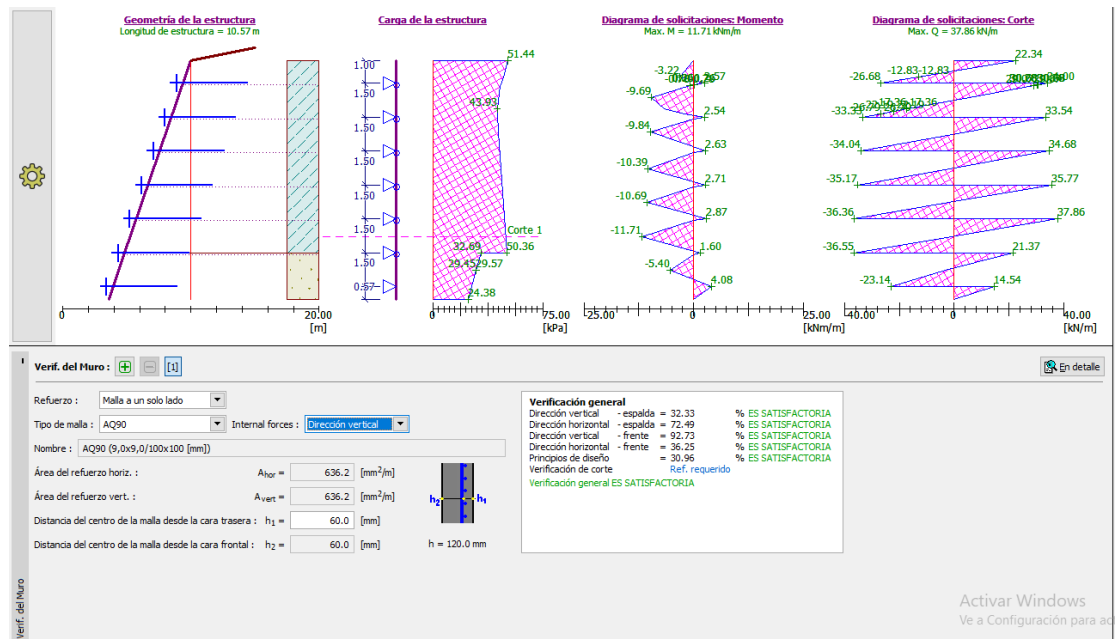 Geometría de la estructura
Longitud de estructura = 10.57 m
Carga de la estructura
Diagrama de solicitaciones: Momento
Max. M = 11.71 kNm/m
Diagrama de solicitaciones: Corte
Max. Q = 37.86 kN/m
1.00
1.50
1.50
1.50
1.50
1.50
1.50
0.57
0
20.00
[m]
51.44
43.93
Corte 1
32.69
50.36
29.45
29.57
24.38
0
75.00
[kPa]
-3.22
-9.69
2.54
-9.84
2.63
-10.39
2.71
-10.69
2.87
-11.71
1.60
-5.40
4.08
-25.00
0
25.00
[kNm/m]
22.34
-12.83
-12.83
-26.68
-33.33
33.54
-34.04
34.68
-35.17
35.77
-36.36
37.86
-36.55
21.37
-23.14
14.54
-40.00
0
40.00
[kN/m]
Verif. del Muro : [1]
En detalle
Refuerzo : Malla a un solo lado
Tipo de malla : AQ90 Internal forces : Dirección vertical
Nombre : AQ90 (9,0x9,0/100x100 [mm])
Área del refuerzo horiz. : Ahor = 636.2 [mm²/m]
Área del refuerzo vert. : Avert = 636.2 [mm²/m]
Distancia del centro de la malla desde la cara trasera : h1 = 60.0 [mm]
Distancia del centro de la malla desde la cara frontal : h2 = 60.0 [mm]
h2 h1
h = 120.0 mm
Verificación general
Dirección vertical - espalda = 32.33 % ES SATISFACTORIA
Dirección horizontal - espalda = 72.49 % ES SATISFACTORIA
Dirección vertical - frente = 92.73 % ES SATISFACTORIA
Dirección horizontal - frente = 36.25 % ES SATISFACTORIA
Principios de diseño = 30.96 % ES SATISFACTORIA
Verificación de corte Ref. requerido
Verificación general ES SATISFACTORIA
Verif. del Muro
Activar Windows
Ve a Configuración para ac